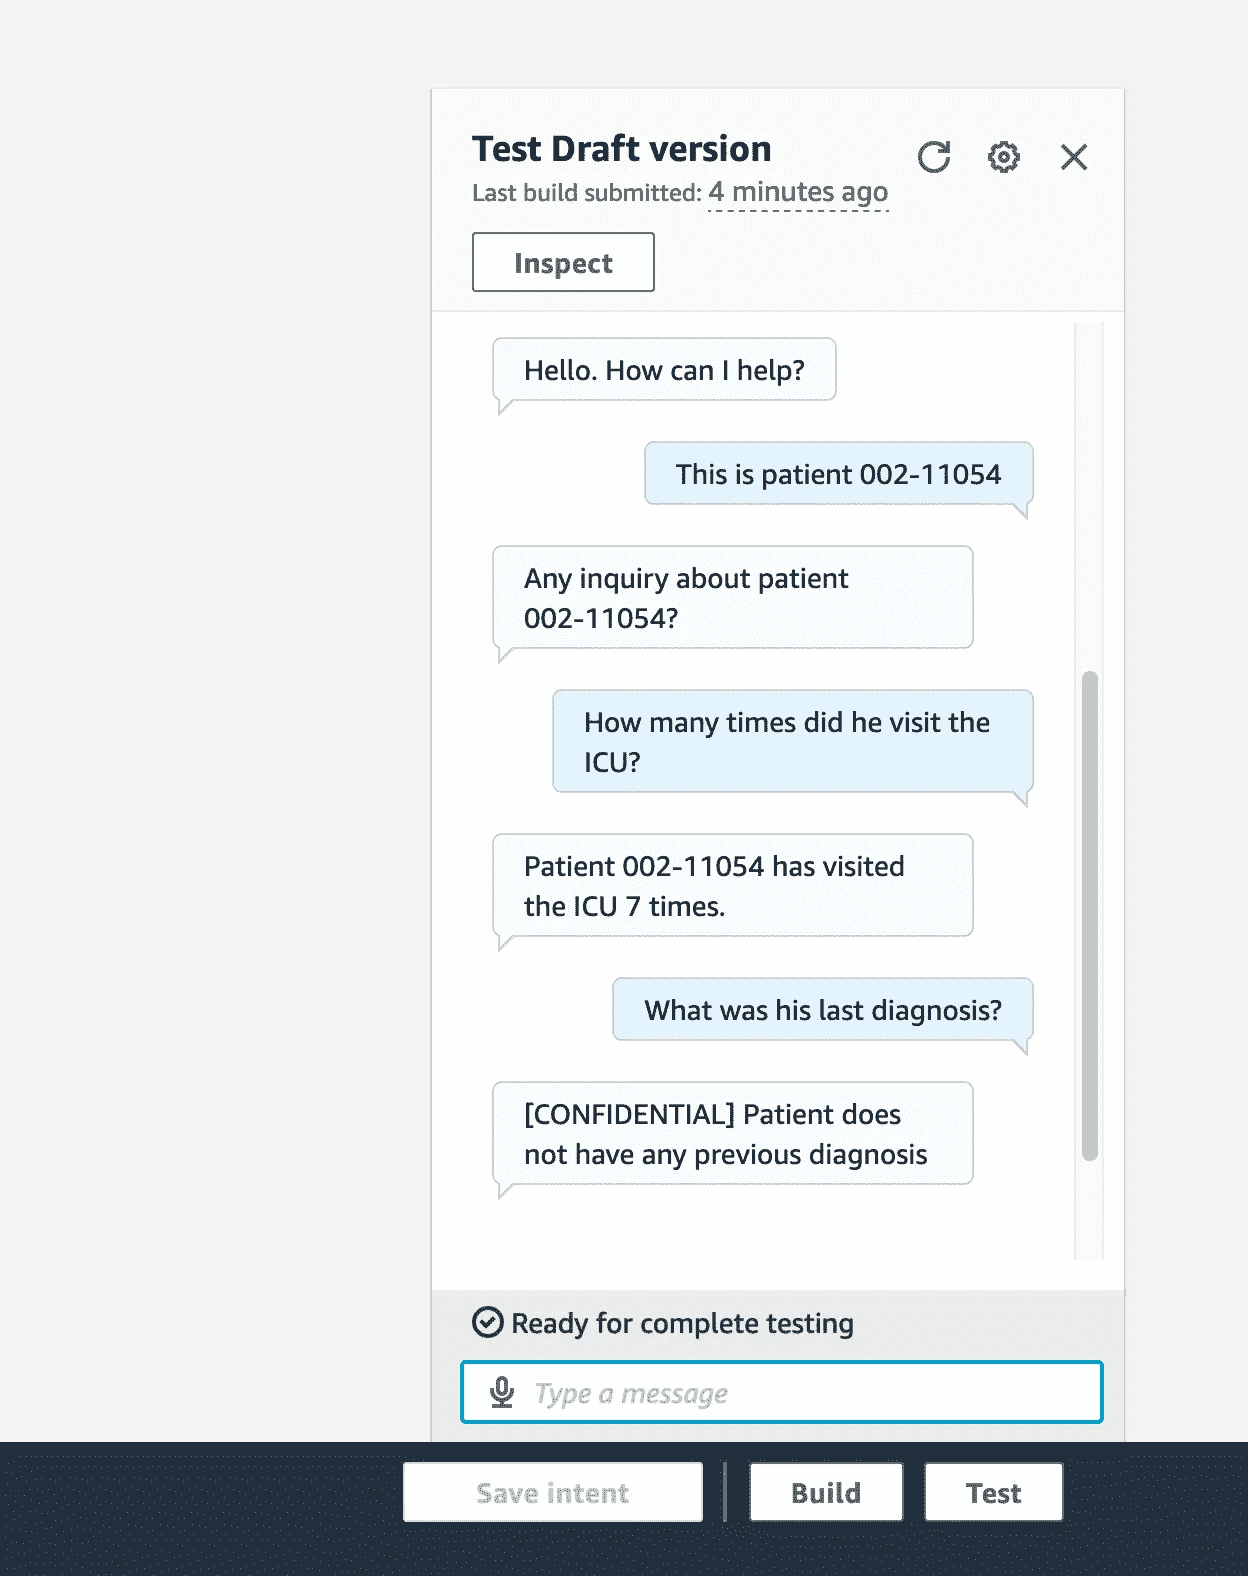 Test Draft version
Last build submitted: 4 minutes ago
Inspect
Hello. How can I help?
This is patient 002-11054
Any inquiry about patient
002-11054?
How many times did he visit the
ICU?
Patient 002-11054 has visited
the ICU 7 times.
What was his last diagnosis?
[CONFIDENTIAL] Patient does
not have any previous diagnosis
Ready for complete testing
Type a message
Save intent
Build
Test